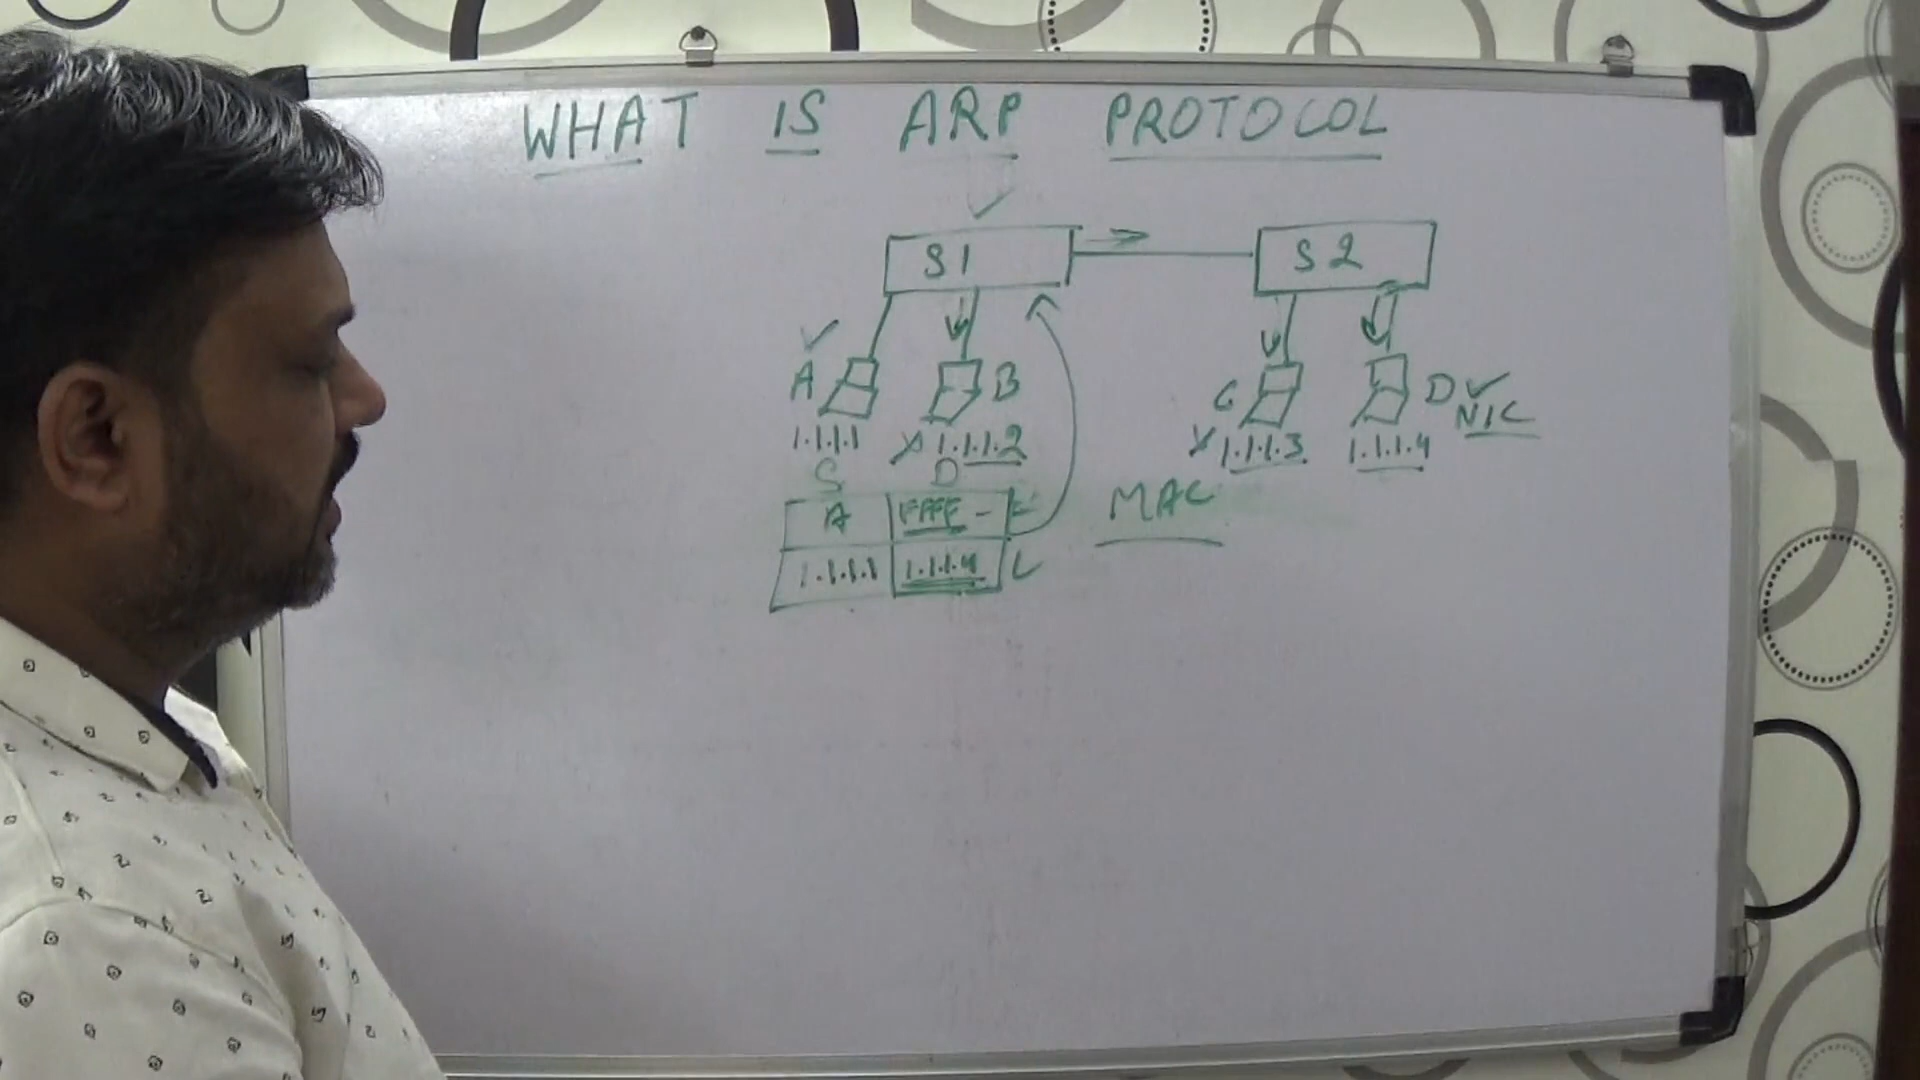 WHAT IS ARP PROTOCOL
S1 S2
A B C D
NIC
1.1.1.1 X 1.1.1.2 X 1.1.1.3 1.1.1.4
S D
A FFFF - F MAC
1.1.1.1 1.1.1.4 L